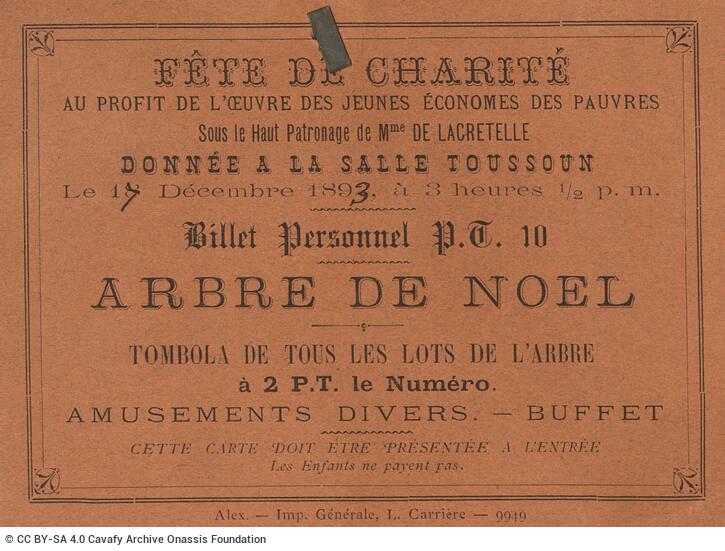 FÊTE DE CHARITÉ
AU PROFIT DE L'ŒUVRE DES JEUNES ÉCONOMES DES PAUVRES
Sous le Haut Patronage de Mme DE LACRETELLE
DONNÉE A LA SALLE TOUSSOUN
Le 17 Décembre 1893, à 3 heures ½ p. m.
Billet Personnel P.T. 10
ARBRE DE NOEL
TOMBOLA DE TOUS LES LOTS DE L'ARBRE
à 2 P.T. le Numéro.
AMUSEMENTS DIVERS. — BUFFET
CETTE CARTE DOIT ÊTRE PRÉSENTÉE A L'ENTRÉE
Les Enfants ne payent pas.
Alex. — Imp. Générale, L. Carrière — 9949
© CC BY-SA 4.0 Cavafy Archive Onassis Foundation